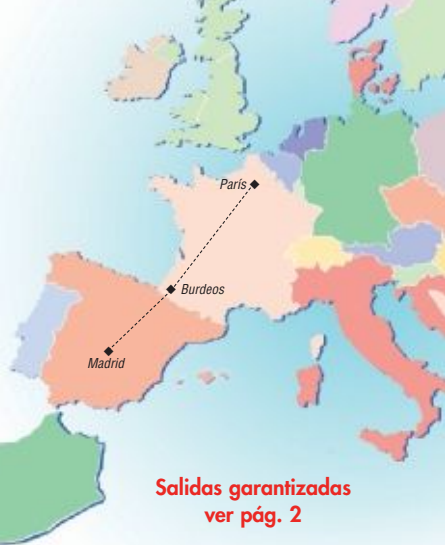 París
Burdeos
Madrid
Salidas garantizadas
ver pág. 2